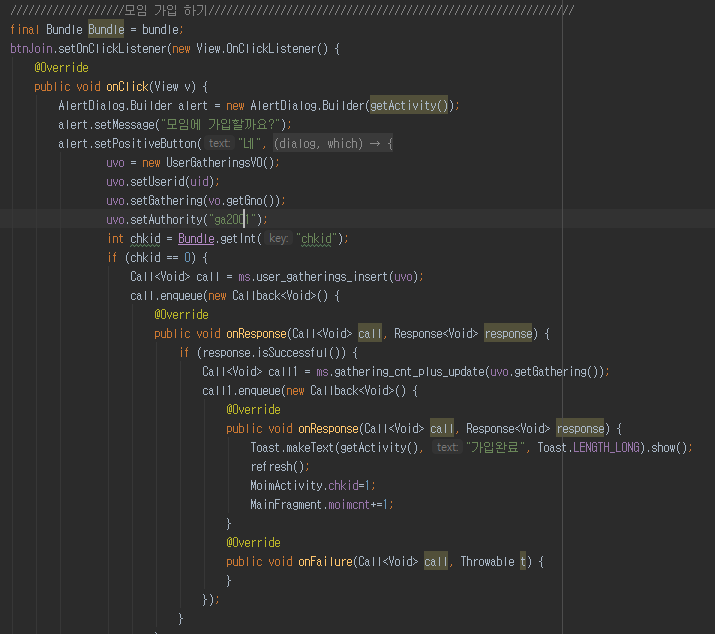 ///////////////////모임 가입 하기/////////////////////////////////////////////////////////////
final Bundle Bundle = bundle;
btnJoin.setOnClickListener(new View.OnClickListener() {
@Override
public void onClick(View v) {
AlertDialog.Builder alert = new AlertDialog.Builder(getActivity());
alert.setMessage("모임에 가입할까요?");
alert.setPositiveButton( text: "네", (dialog, which) → {
uvo = new UserGatheringsVO();
uvo.setUserid(uid);
uvo.setGathering(vo.getGno());
uvo.setAuthority("ga2001");
int chkid = Bundle.getInt( key: "chkid");
if (chkid == 0) {
Call<Void> call = ms.user_gatherings_insert(uvo);
call.enqueue(new Callback<Void>() {
@Override
public void onResponse(Call<Void> call, Response<Void> response) {
if (response.isSuccessful()) {
Call<Void> call1 = ms.gathering_cnt_plus_update(uvo.getGathering());
call1.enqueue(new Callback<Void>() {
@Override
public void onResponse(Call<Void> call, Response<Void> response) {
Toast.makeText(getActivity(), text: "가입완료", Toast.LENGTH_LONG).show();
refresh();
MoimActivity.chkid=1;
MainFragment.moimcnt+=1;
}
@Override
public void onFailure(Call<Void> call, Throwable t) {
}
});
}